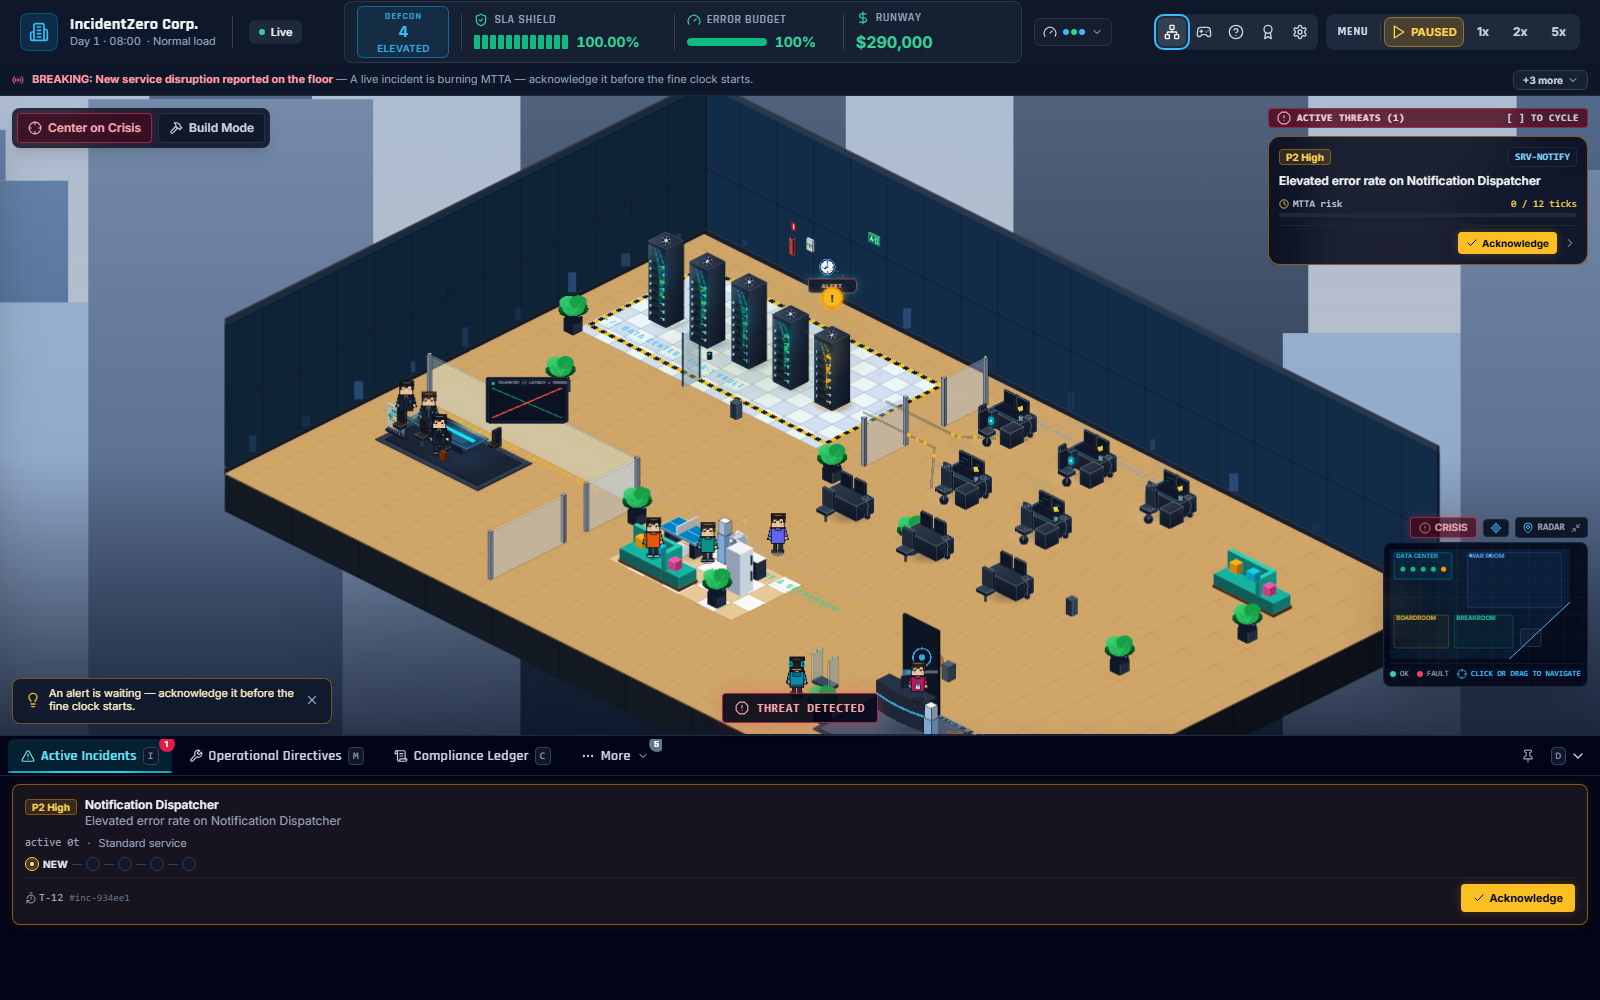 IncidentZero Corp.
Day 1 · 08:00 · Normal load
Live
DEFCON
4
ELEVATED
SLA SHIELD
100.00%
ERROR BUDGET
100%
RUNWAY
$290,000
MENU
PAUSED
1x
2x
5x
BREAKING: New service disruption reported on the floor — A live incident is burning MTTA — acknowledge it before the fine clock starts.
+3 more
Center on Crisis
Build Mode
ACTIVE THREATS (1)
[ ] TO CYCLE
P2 High
SRV-NOTIFY
Elevated error rate on Notification Dispatcher
MTTA risk
0 / 12 ticks
Acknowledge
ALERT
DATA CENTER
VAULT
CRISIS
RADAR
DATA CENTER
WAR ROOM
BOARDROOM
BREAKROOM
OK
FAULT
CLICK OR DRAG TO NAVIGATE
An alert is waiting — acknowledge it before the
fine clock starts.
THREAT DETECTED
Active Incidents
I
1
Operational Directives
M
Compliance Ledger
C
More
5
D
P2 High
Notification Dispatcher
Elevated error rate on Notification Dispatcher
active 0t · Standard service
NEW
T-12
#inc-934ee1
Acknowledge